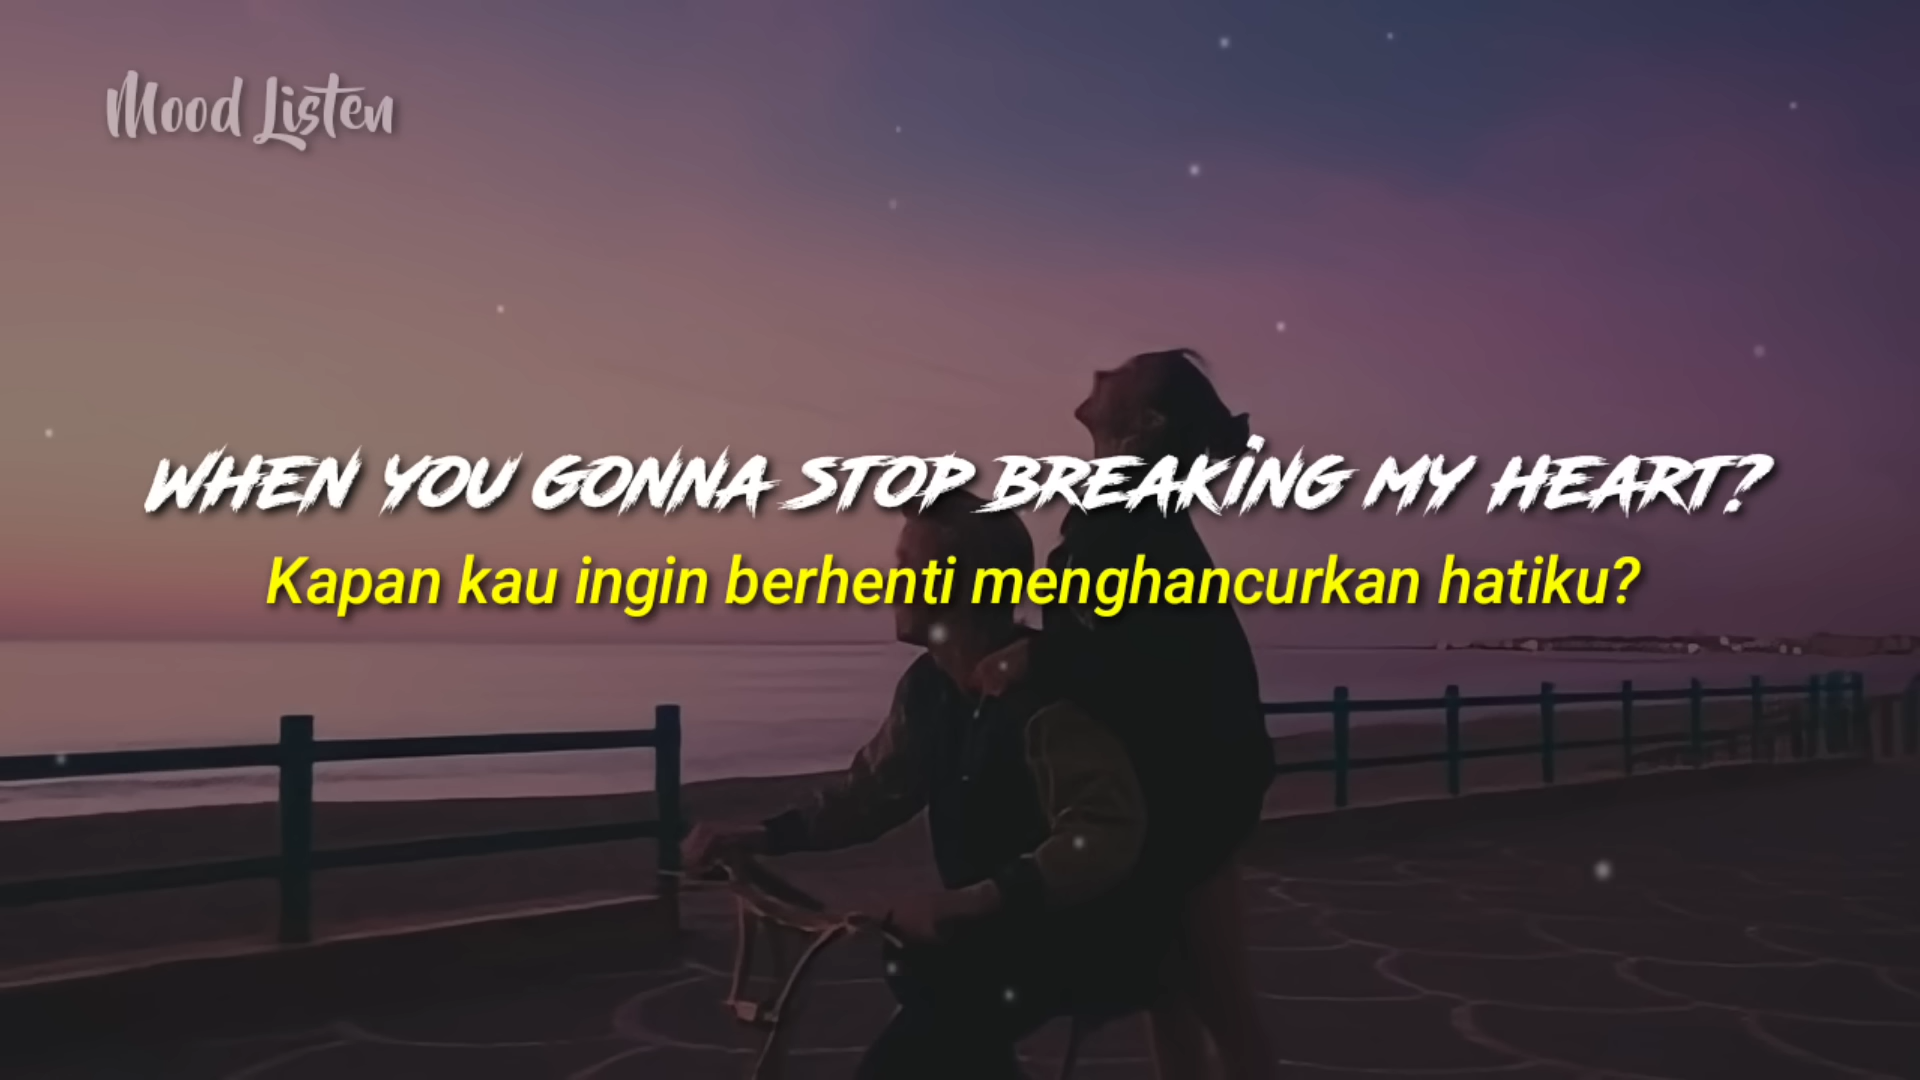 Mood Listen
WHEN YOU GONNA STOP BREAKING MY HEART?
Kapan kau ingin berhenti menghancurkan hatiku?